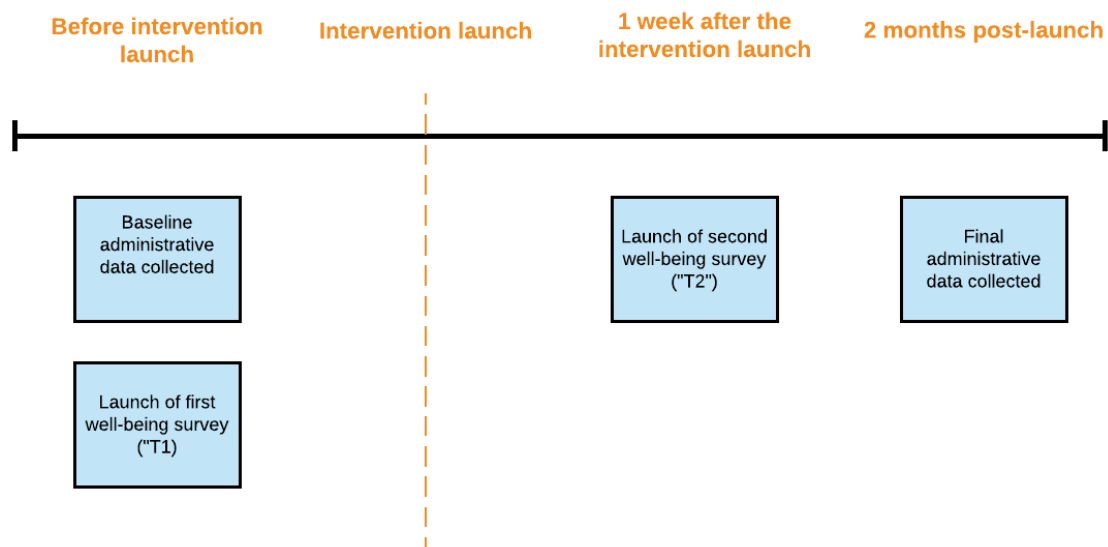 Before intervention
launch
Intervention launch
1 week after the
intervention launch
2 months post-launch
Baseline
administrative
data collected
Launch of second
well-being survey
("T2")
Final
administrative
data collected
Launch of first
well-being survey
("T1)